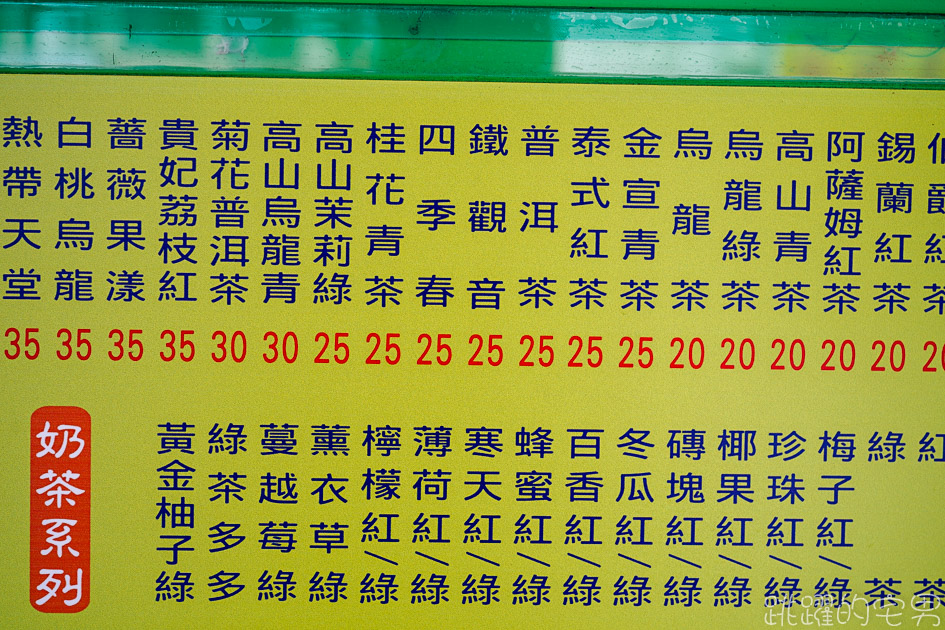 伯爵紅茶 20
錫蘭紅茶 20
阿薩姆紅茶 20
高山青茶 20
烏龍綠茶 20
烏龍茶 20
金宣青茶 25
泰式紅茶 25
普洱茶 25
鐵觀音 25
四季春 25
桂花青茶 25
高山茉莉綠 25
高山烏龍青 30
菊花普洱茶 30
貴妃荔枝紅 35
薔薇果漾 35
白桃烏龍 35
熱帶天堂 35
紅茶
綠茶
梅子紅/綠
珍珠紅/綠
椰果紅/綠
磚塊紅/綠
冬瓜紅/綠
百香紅/綠
蜂蜜紅/綠
寒天紅/綠
薄荷紅/綠
檸檬紅/綠
薰衣草綠
蔓越莓綠
綠茶多多
黃金柚子綠
奶茶系列
跳躍的宅男